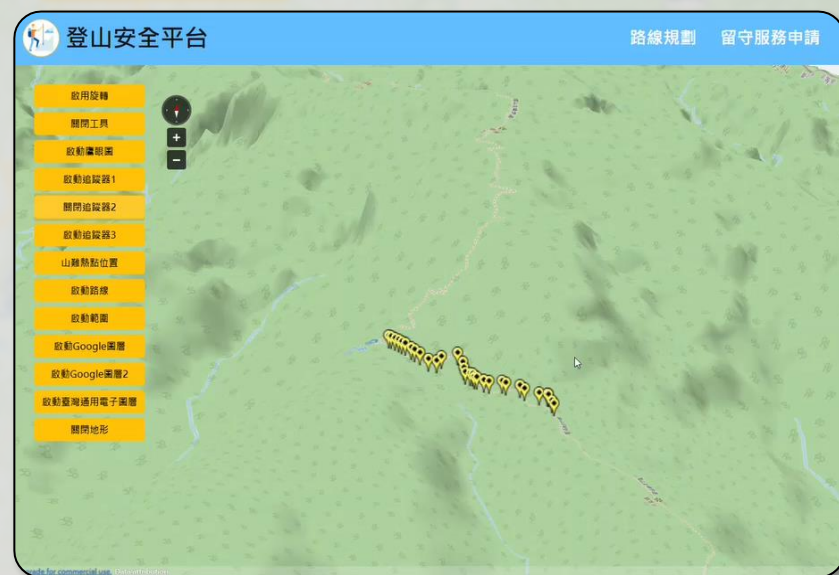 登山安全平台
路線規劃
留守服務申請
啟用旋轉
關閉工具
啟動鷹眼圖
啟動追蹤器1
關閉追蹤器2
啟動追蹤器3
山難熱點位置
啟動路線
啟動範圍
啟動Google圖層
啟動Google圖層2
啟動臺灣通用電子圖層
關閉地形
+
−
rade for commercial use.